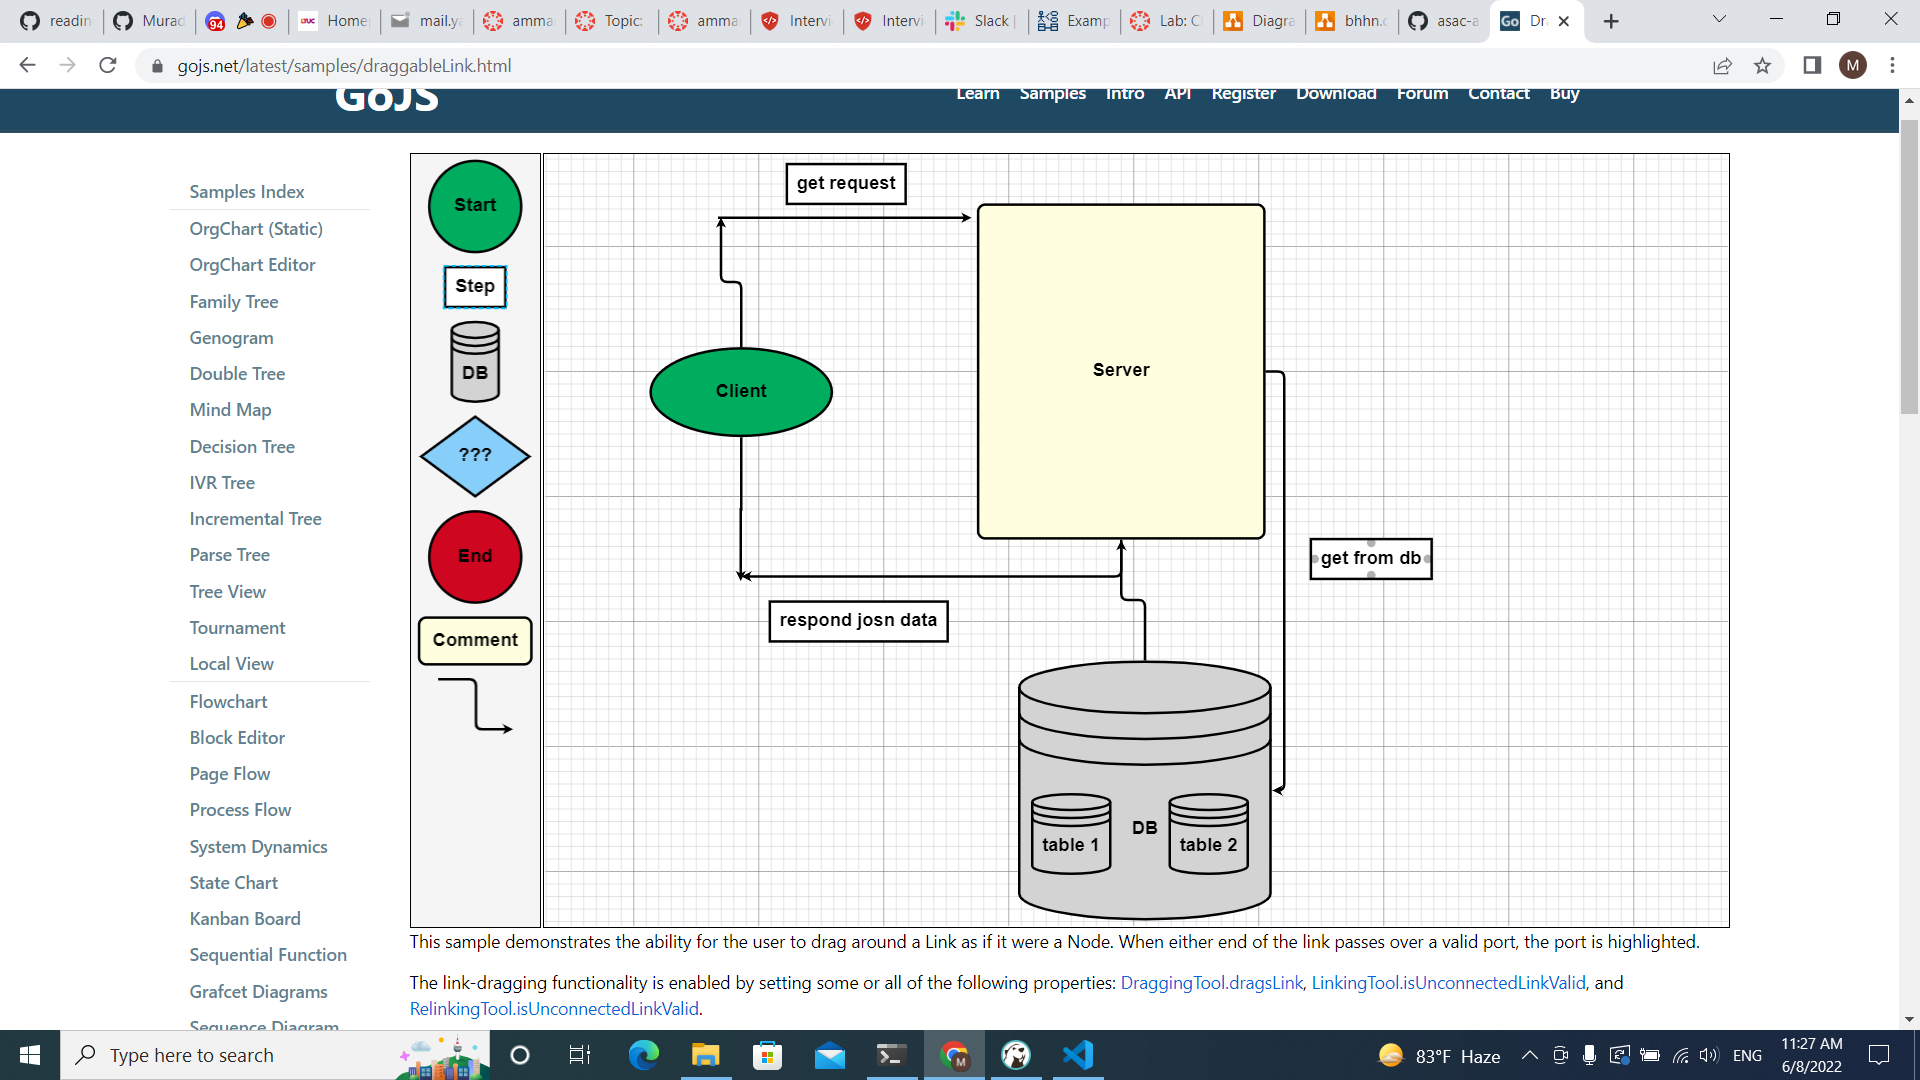 readin
Murad
94
LTUC
Home
mail.ya
amma
Topic:
amma
Intervi
Intervi
Slack |
Examp
Lab: Cl
Diagra
bhhn.c
asac-a
Go
Dra
gojs.net/latest/samples/draggableLink.html
M
GoJS
Learn
Samples
Intro
API
Register
Download
Forum
Contact
Buy
Samples Index
OrgChart (Static)
OrgChart Editor
Family Tree
Genogram
Double Tree
Mind Map
Decision Tree
IVR Tree
Incremental Tree
Parse Tree
Tree View
Tournament
Local View
Flowchart
Block Editor
Page Flow
Process Flow
System Dynamics
State Chart
Kanban Board
Sequential Function
Grafcet Diagrams
Sequence Diagram
Start
Step
DB
???
End
Comment
get request
Server
Client
get from db
respond josn data
DB
table 1
table 2
This sample demonstrates the ability for the user to drag around a Link as if it were a Node. When either end of the link passes over a valid port, the port is highlighted.
The link-dragging functionality is enabled by setting some or all of the following properties: DraggingTool.dragsLink, LinkingTool.isUnconnectedLinkValid, and
RelinkingTool.isUnconnectedLinkValid.
Type here to search
M
83°F Haze
ENG
11:27 AM
6/8/2022